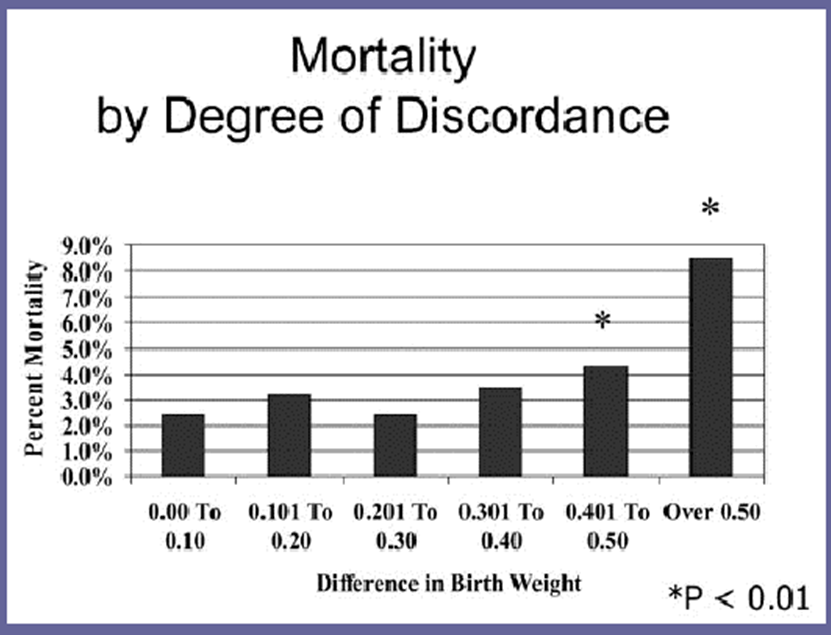 Mortality
by Degree of Discordance
*
*
9.0%
8.0%
7.0%
6.0%
5.0%
4.0%
3.0%
2.0%
1.0%
0.0%
Percent Mortality
0.00 To 0.101 To 0.201 To 0.301 To 0.401 To Over 0.50
0.10 0.20 0.30 0.40 0.50
Difference in Birth Weight
*P < 0.01